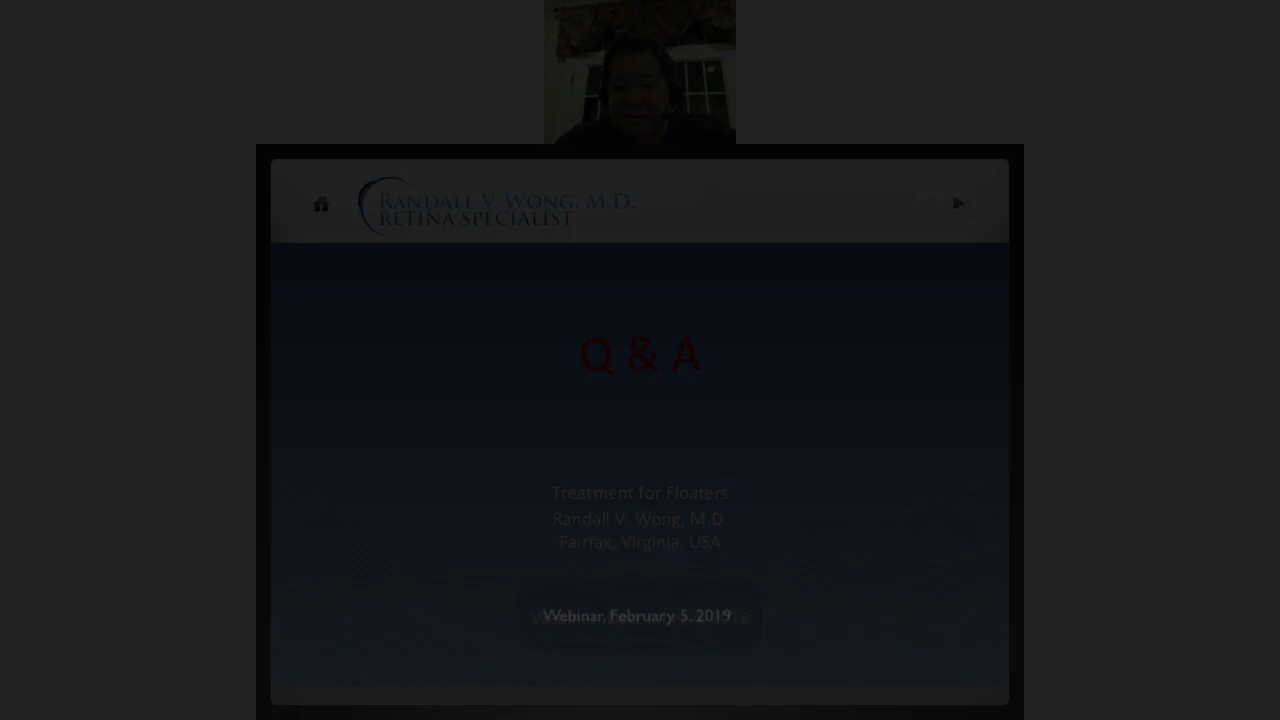 RANDALL V. WONG, M.D.
RETINA SPECIALIST
Q & A
Treatment for Floaters
Randall V. Wong, M.D.
Fairfax, Virginia, USA
Webinar, February 5, 2019